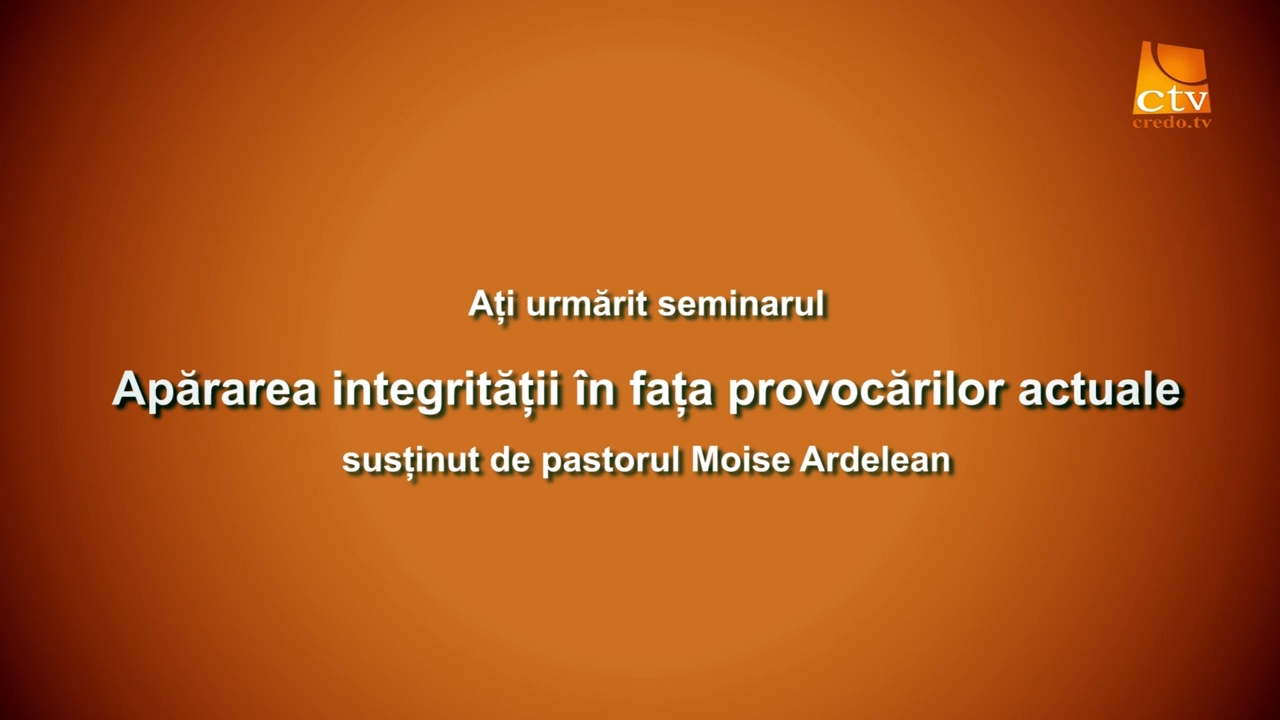 ctv
credo.tv
Ați urmărit seminarul
Apărarea integrității în fața provocărilor actuale
susținut de pastorul Moise Ardelean